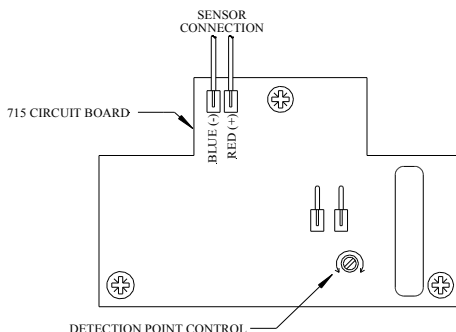 SENSOR
CONNECTION
715 CIRCUIT BOARD
BLUE (-)
RED (+)
DETECTION POINT CONTROL